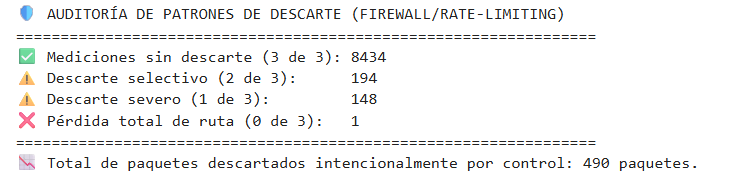 🛡️ AUDITORÍA DE PATRONES DE DESCARTE (FIREWALL/RATE-LIMITING)
=================================================================
✅ Mediciones sin descarte (3 de 3): 8434
⚠️ Descarte selectivo (2 de 3): 194
⚠️ Descarte severo (1 de 3): 148
❌ Pérdida total de ruta (0 de 3): 1
=================================================================
📉 Total de paquetes descartados intencionalmente por control: 490 paquetes.